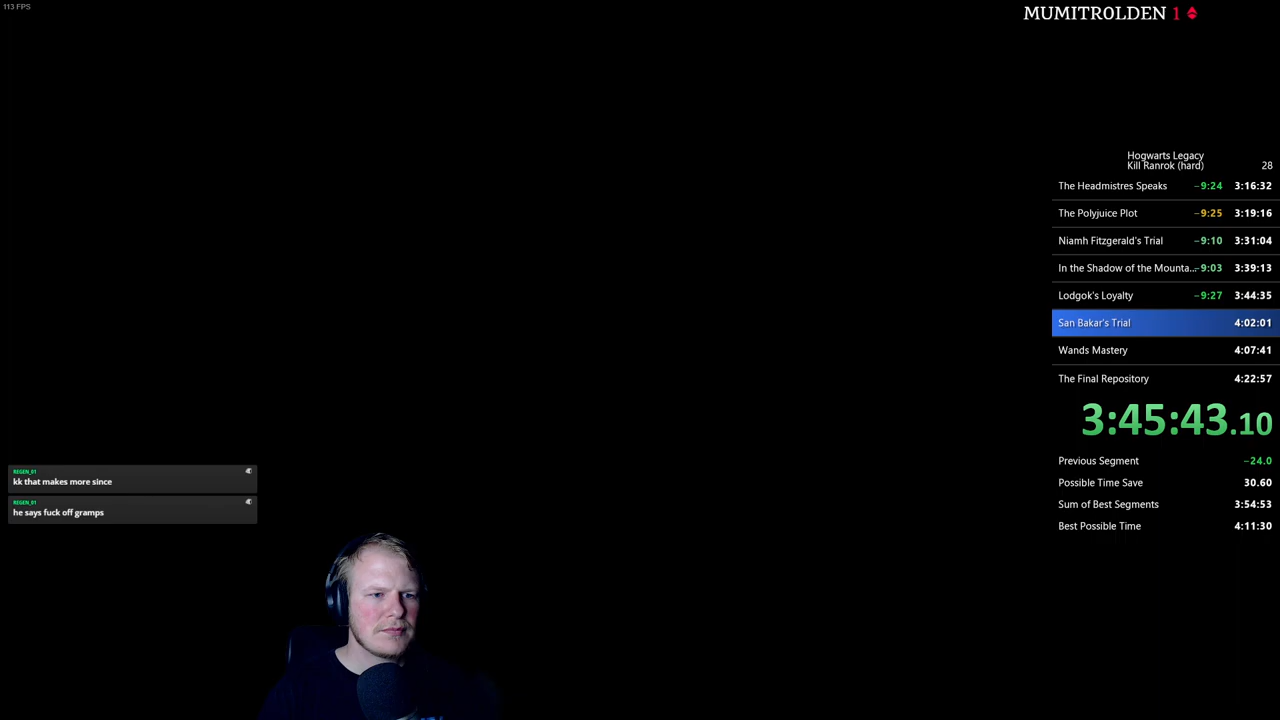 113 FPS
MUMITR0LDEN 1
Hogwarts Legacy
Kill Ranrok (hard) 28
The Headmistres Speaks -9:24 3:16:32
The Polyjuice Plot -9:25 3:19:16
Niamh Fitzgerald's Trial -9:10 3:31:04
In the Shadow of the Mounta... -9:03 3:39:13
Lodgok's Loyalty -9:27 3:44:35
San Bakar's Trial 4:02:01
Wands Mastery 4:07:41
The Final Repository 4:22:57
3:45:43.10
Previous Segment -24.0
Possible Time Save 30.60
Sum of Best Segments 3:54:53
Best Possible Time 4:11:30
REGEN_01
kk that makes more since
REGEN_01
he says fuck off gramps